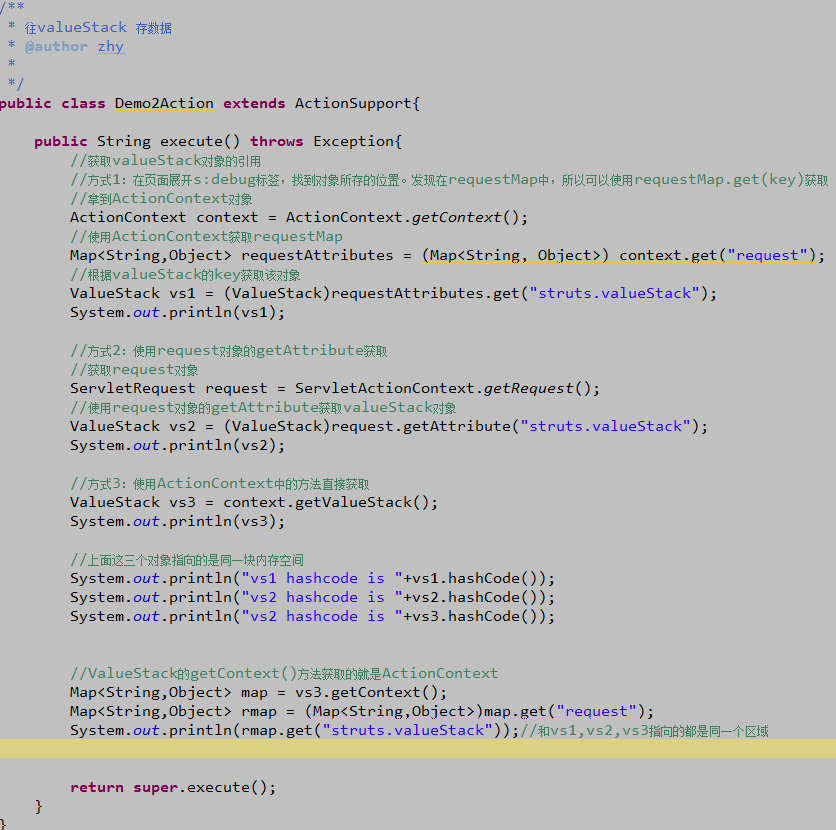 /**
 * 往valueStack 存数据
 * @author zhy
 *
 */
public class Demo2Action extends ActionSupport{
    public String execute() throws Exception{
        //获取valueStack对象的引用
        //方式1：在页面展开s:debug标签，找到对象所存的位置。发现在requestMap中，所以可以使用requestMap.get(key)获取
        //拿到ActionContext对象
        ActionContext context = ActionContext.getContext();
        //使用ActionContext获取requestMap
        Map<String,Object> requestAttributes = (Map<String, Object>) context.get("request");
        //根据valueStack的key获取该对象
        ValueStack vs1 = (ValueStack)requestAttributes.get("struts.valueStack");
        System.out.println(vs1);
        //方式2：使用request对象的getAttribute获取
        //获取request对象
        ServletRequest request = ServletActionContext.getRequest();
        //使用request对象的getAttribute获取valueStack对象
        ValueStack vs2 = (ValueStack)request.getAttribute("struts.valueStack");
        System.out.println(vs2);
        //方式3：使用ActionContext中的方法直接获取
        ValueStack vs3 = context.getValueStack();
        System.out.println(vs3);
        //上面这三个对象指向的是同一块内存空间
        System.out.println("vs1 hashcode is "+vs1.hashCode());
        System.out.println("vs2 hashcode is "+vs2.hashCode());
        System.out.println("vs2 hashcode is "+vs3.hashCode());
        //ValueStack的getContext()方法获取的就是ActionContext
        Map<String,Object> map = vs3.getContext();
        Map<String,Object> rmap = (Map<String,Object>)map.get("request");
        System.out.println(rmap.get("struts.valueStack"));//和vs1,vs2,vs3指向的都是同一个区域
        return super.execute();
    }
}